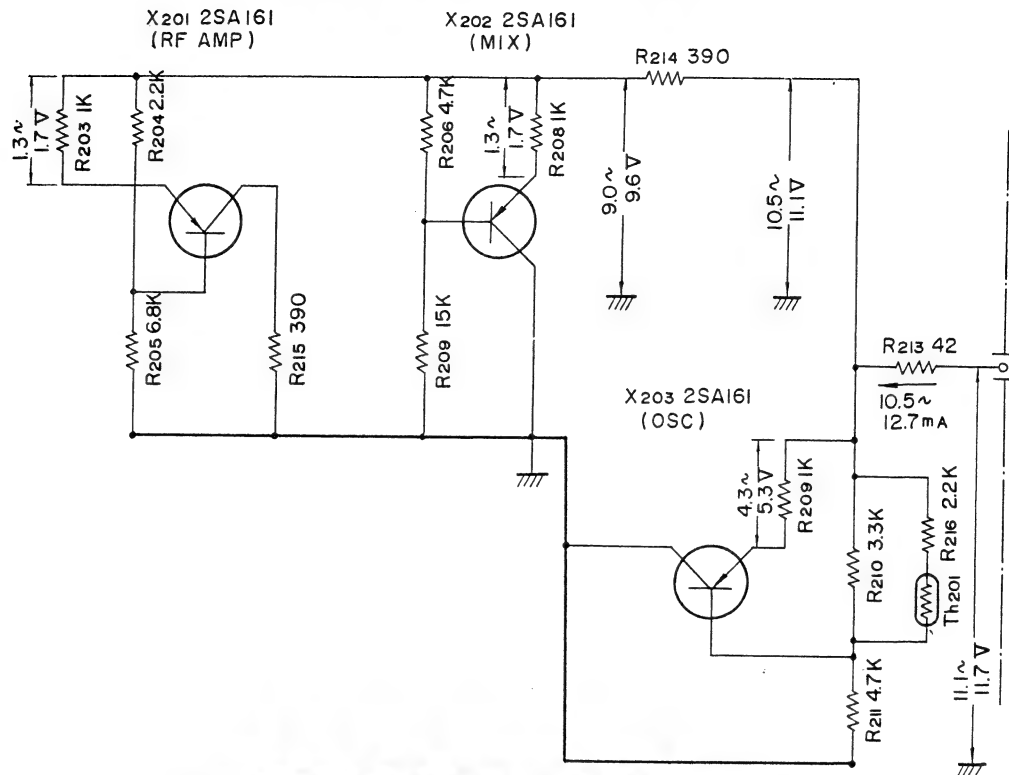 X201 2SA161
(RF AMP)
X202 2SA161
(MIX)
R214 390
1.3~
1.7V
R203 1K
R204 2.2K
R206 4.7K
1.3~
1.7V
R208 1K
9.0~
9.6V
10.5~
11.1V
R205 6.8K
R215 390
R209 15K
R213 42
10.5~
12.7mA
X203 2SA161
(OSC)
4.3~
5.3V
R209 1K
R210 3.3K
R216 2.2K
Th201
R211 4.7K
11.1~
11.7V